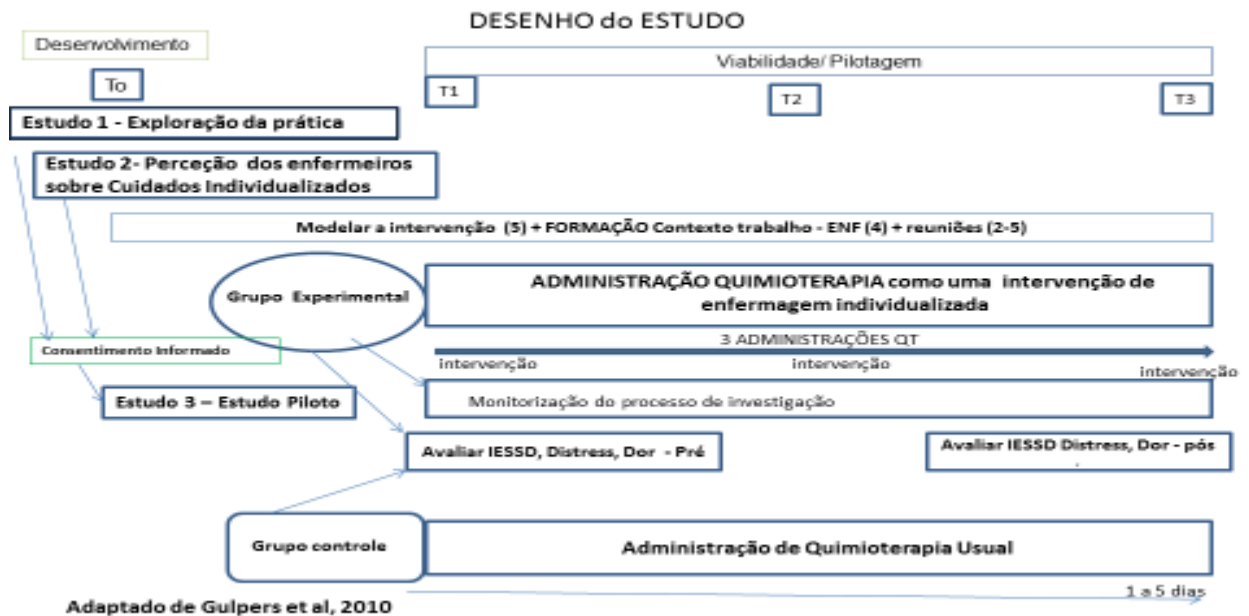 DESENHO do ESTUDO
Desenvolvimento
Viabilidade/ Pilotagem
To
T1
T2
T3
Estudo 1 - Exploração da prática
Estudo 2- Perceção dos enfermeiros
sobre Cuidados Individualizados
Modelar a intervenção (5) + FORMAÇÃO Contexto trabalho - ENF (4) + reuniões (2-5)
Grupo Experimental
ADMINISTRAÇÃO QUIMIOTERAPIA como uma intervenção de
enfermagem individualizada
Consentimento Informado
3 ADMINISTRAÇÕES QT
intervenção
intervenção
intervenção
Estudo 3 – Estudo Piloto
Monitorização do processo de investigação
Avaliar IESSD, Distress, Dor - Pré
Avaliar IESSD Distress, Dor - pós
.
Grupo controle
Administração de Quimioterapia Usual
1 a 5 dias
Adaptado de Gulpers et al, 2010